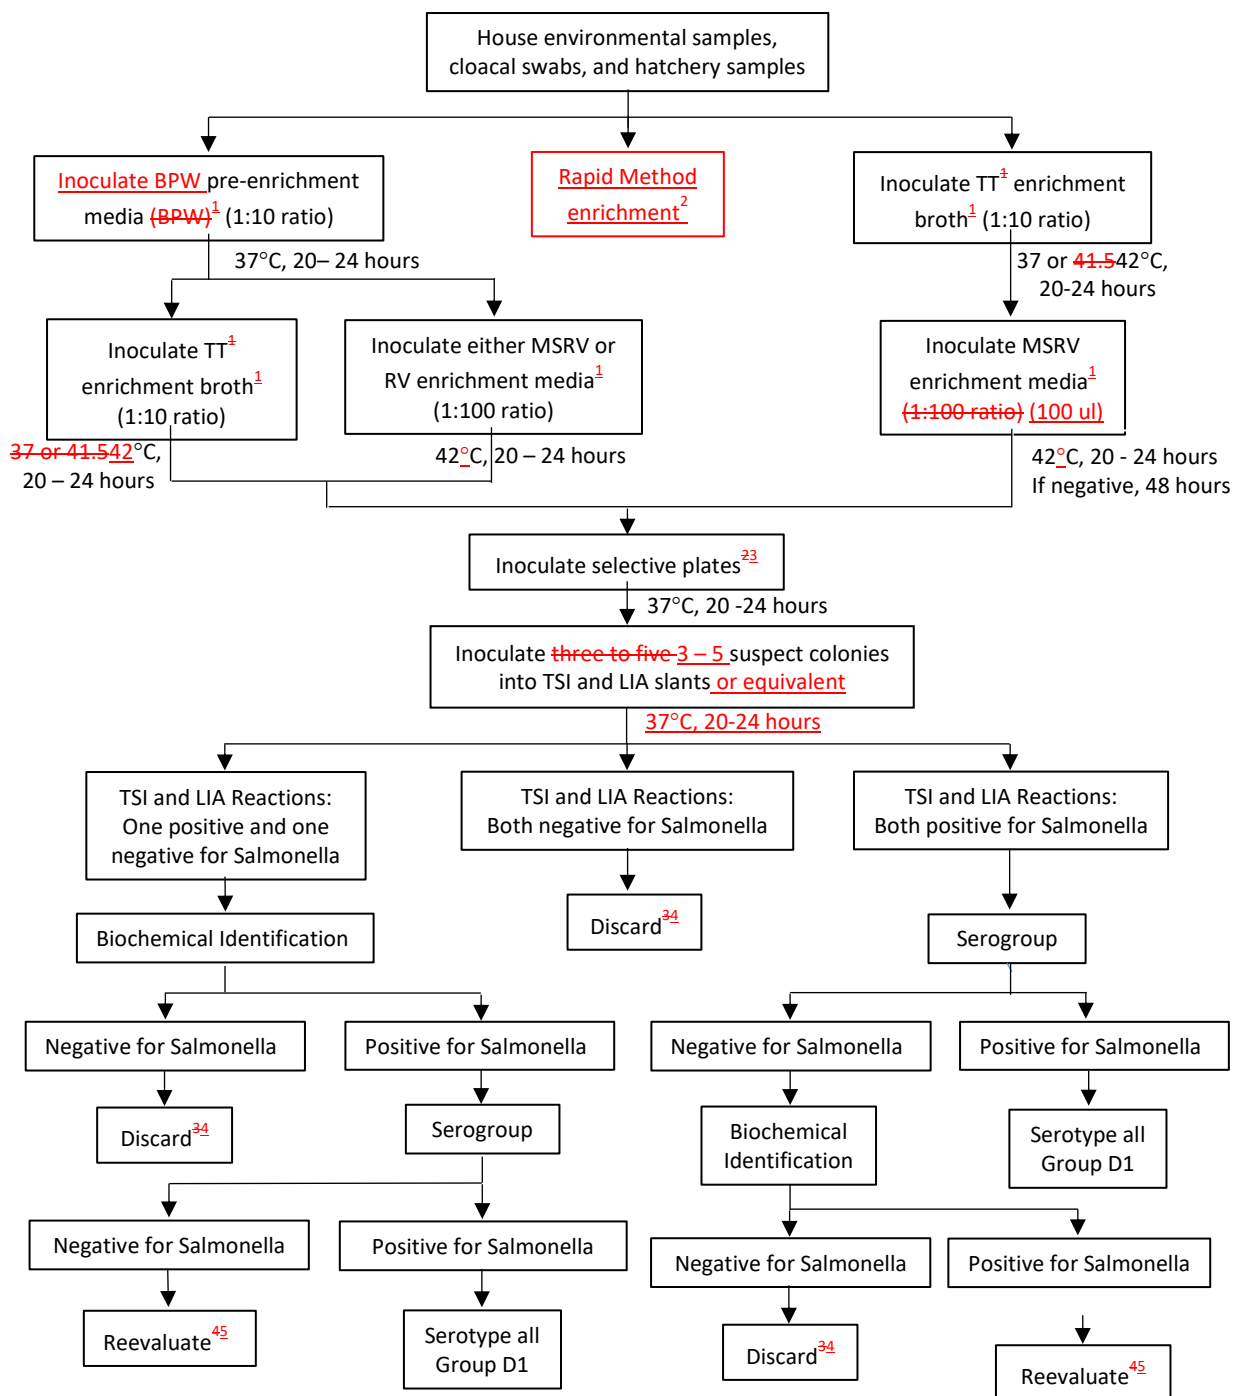 House environmental samples,
cloacal swabs, and hatchery samples
Inoculate BPW pre-enrichment
media (BPW)1 (1:10 ratio)
Rapid Method
enrichment2
Inoculate TT1 enrichment
broth1 (1:10 ratio)
37°C, 20– 24 hours
37 or 41.542°C,
20-24 hours
Inoculate TT1
enrichment broth1
(1:10 ratio)
Inoculate either MSRV or
RV enrichment media1
(1:100 ratio)
Inoculate MSRV
enrichment media1
(1:100 ratio) (100 ul)
37 or 41.542°C,
20 – 24 hours
42°C, 20 – 24 hours
42°C, 20 - 24 hours
If negative, 48 hours
Inoculate selective plates23
37°C, 20 -24 hours
Inoculate three to five 3 – 5 suspect colonies
into TSI and LIA slants or equivalent
37°C, 20-24 hours
TSI and LIA Reactions:
One positive and one
negative for Salmonella
TSI and LIA Reactions:
Both negative for Salmonella
TSI and LIA Reactions:
Both positive for Salmonella
Biochemical Identification
Discard34
Serogroup
Negative for Salmonella
Positive for Salmonella
Negative for Salmonella
Positive for Salmonella
Discard34
Serogroup
Biochemical
Identification
Serotype all
Group D1
Negative for Salmonella
Positive for Salmonella
Negative for Salmonella
Positive for Salmonella
Reevaluate45
Serotype all
Group D1
Discard34
Reevaluate45